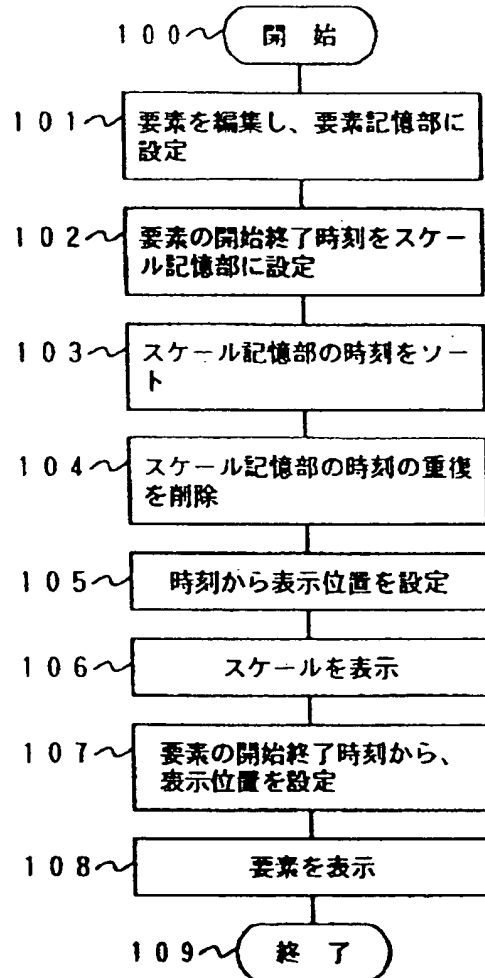 100 開 始
101 要素を編集し、要素記憶部に
設定
102 要素の開始終了時刻をスケー
ル記憶部に設定
103 スケール記憶部の時刻をソー
ト
104 スケール記憶部の時刻の重復
を削除
105 時刻から表示位置を設定
106 スケールを表示
107 要素の開始終了時刻から、
表示位置を設定
108 要素を表示
109 終 了